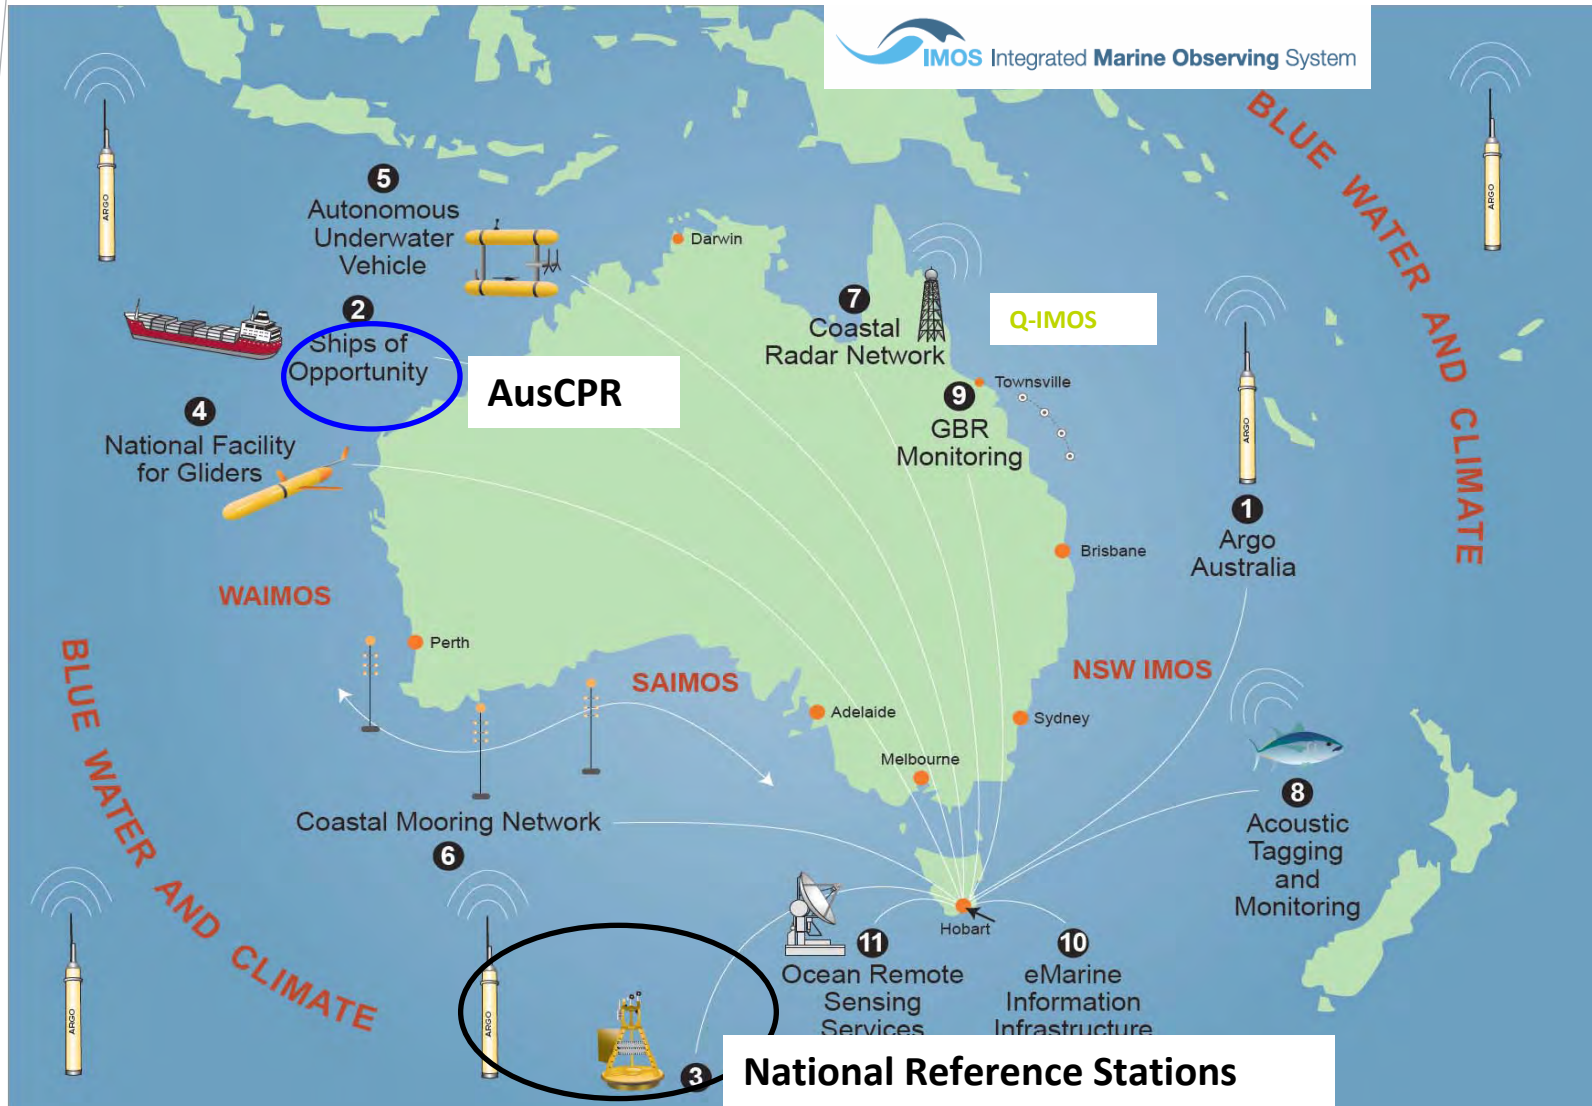 IMOS Integrated Marine Observing System
BLUE WATER AND CLIMATE
ARGO
ARGO
5
Autonomous
Underwater
Vehicle
Darwin
2
Ships of
Opportunity
AusCPR
7
Coastal
Radar Network
Q-IMOS
Townsville
9
GBR
Monitoring
4
National Facility
for Gliders
ARGO
1
Argo
Australia
Brisbane
WAIMOS
Perth
SAIMOS
NSW IMOS
Adelaide
Sydney
Melbourne
BLUE WATER AND CLIMATE
Coastal Mooring Network
6
8
Acoustic
Tagging
and
Monitoring
Hobart
11
Ocean Remote
Sensing
Services
10
eMarine
Information
Infrastructure
ARGO
ARGO
3
National Reference Stations